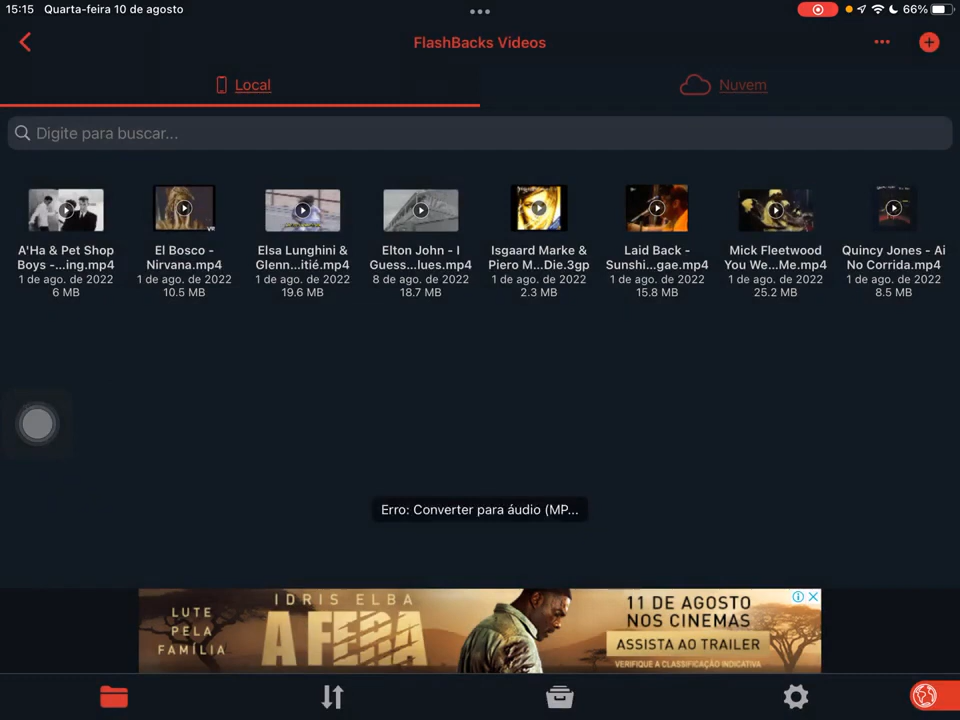 15:15 Quarta-feira 10 de agosto
66%
FlashBacks Videos
Local
Nuvem
Digite para buscar...
A'Ha & Pet Shop
Boys -...ing.mp4
1 de ago. de 2022
6 MB
El Bosco -
Nirvana.mp4
1 de ago. de 2022
10.5 MB
Elsa Lunghini &
Glenn...itié.mp4
1 de ago. de 2022
19.6 MB
Elton John - I
Guess...lues.mp4
8 de ago. de 2022
18.7 MB
Isgaard Marke &
Piero M...Die.3gp
1 de ago. de 2022
2.3 MB
Laid Back -
Sunshi...gae.mp4
1 de ago. de 2022
15.8 MB
Mick Fleetwood
You We...Me.mp4
1 de ago. de 2022
25.2 MB
Quincy Jones - Ai
No Corrida.mp4
1 de ago. de 2022
8.5 MB
Erro: Converter para áudio (MP...
LUTE
PELA
FAMÍLIA
IDRIS ELBA
A FERA
11 DE AGOSTO
NOS CINEMAS
ASSISTA AO TRAILER
VERIFIQUE A CLASSIFICAÇÃO INDICATIVA